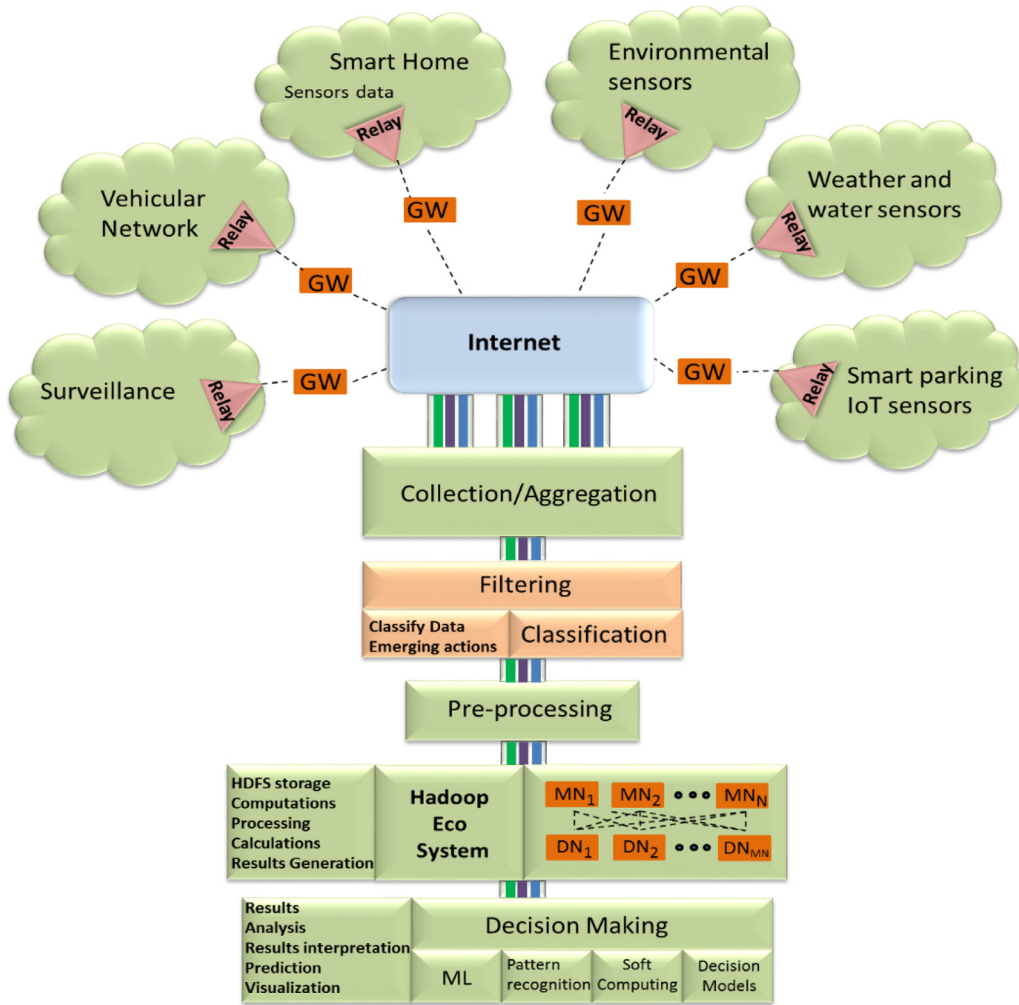 Smart Home
Sensors data
Relay
GW
Environmental
sensors
Relay
GW
Vehicular
Network
Relay
GW
Weather and
water sensors
Relay
GW
Surveillance
Relay
GW
Internet
Smart parking
IoT sensors
Relay
GW
Collection/Aggregation
Filtering
Classify Data
Emerging actions
Classification
Pre-processing
HDFS storage
Computations
Processing
Calculations
Results Generation
Hadoop
Eco
System
MN1 MN2 MNN
DN1 DN2 DNMN
Results
Analysis
Results interpretation
Prediction
Visualization
Decision Making
ML
Pattern
recognition
Soft
Computing
Decision
Models